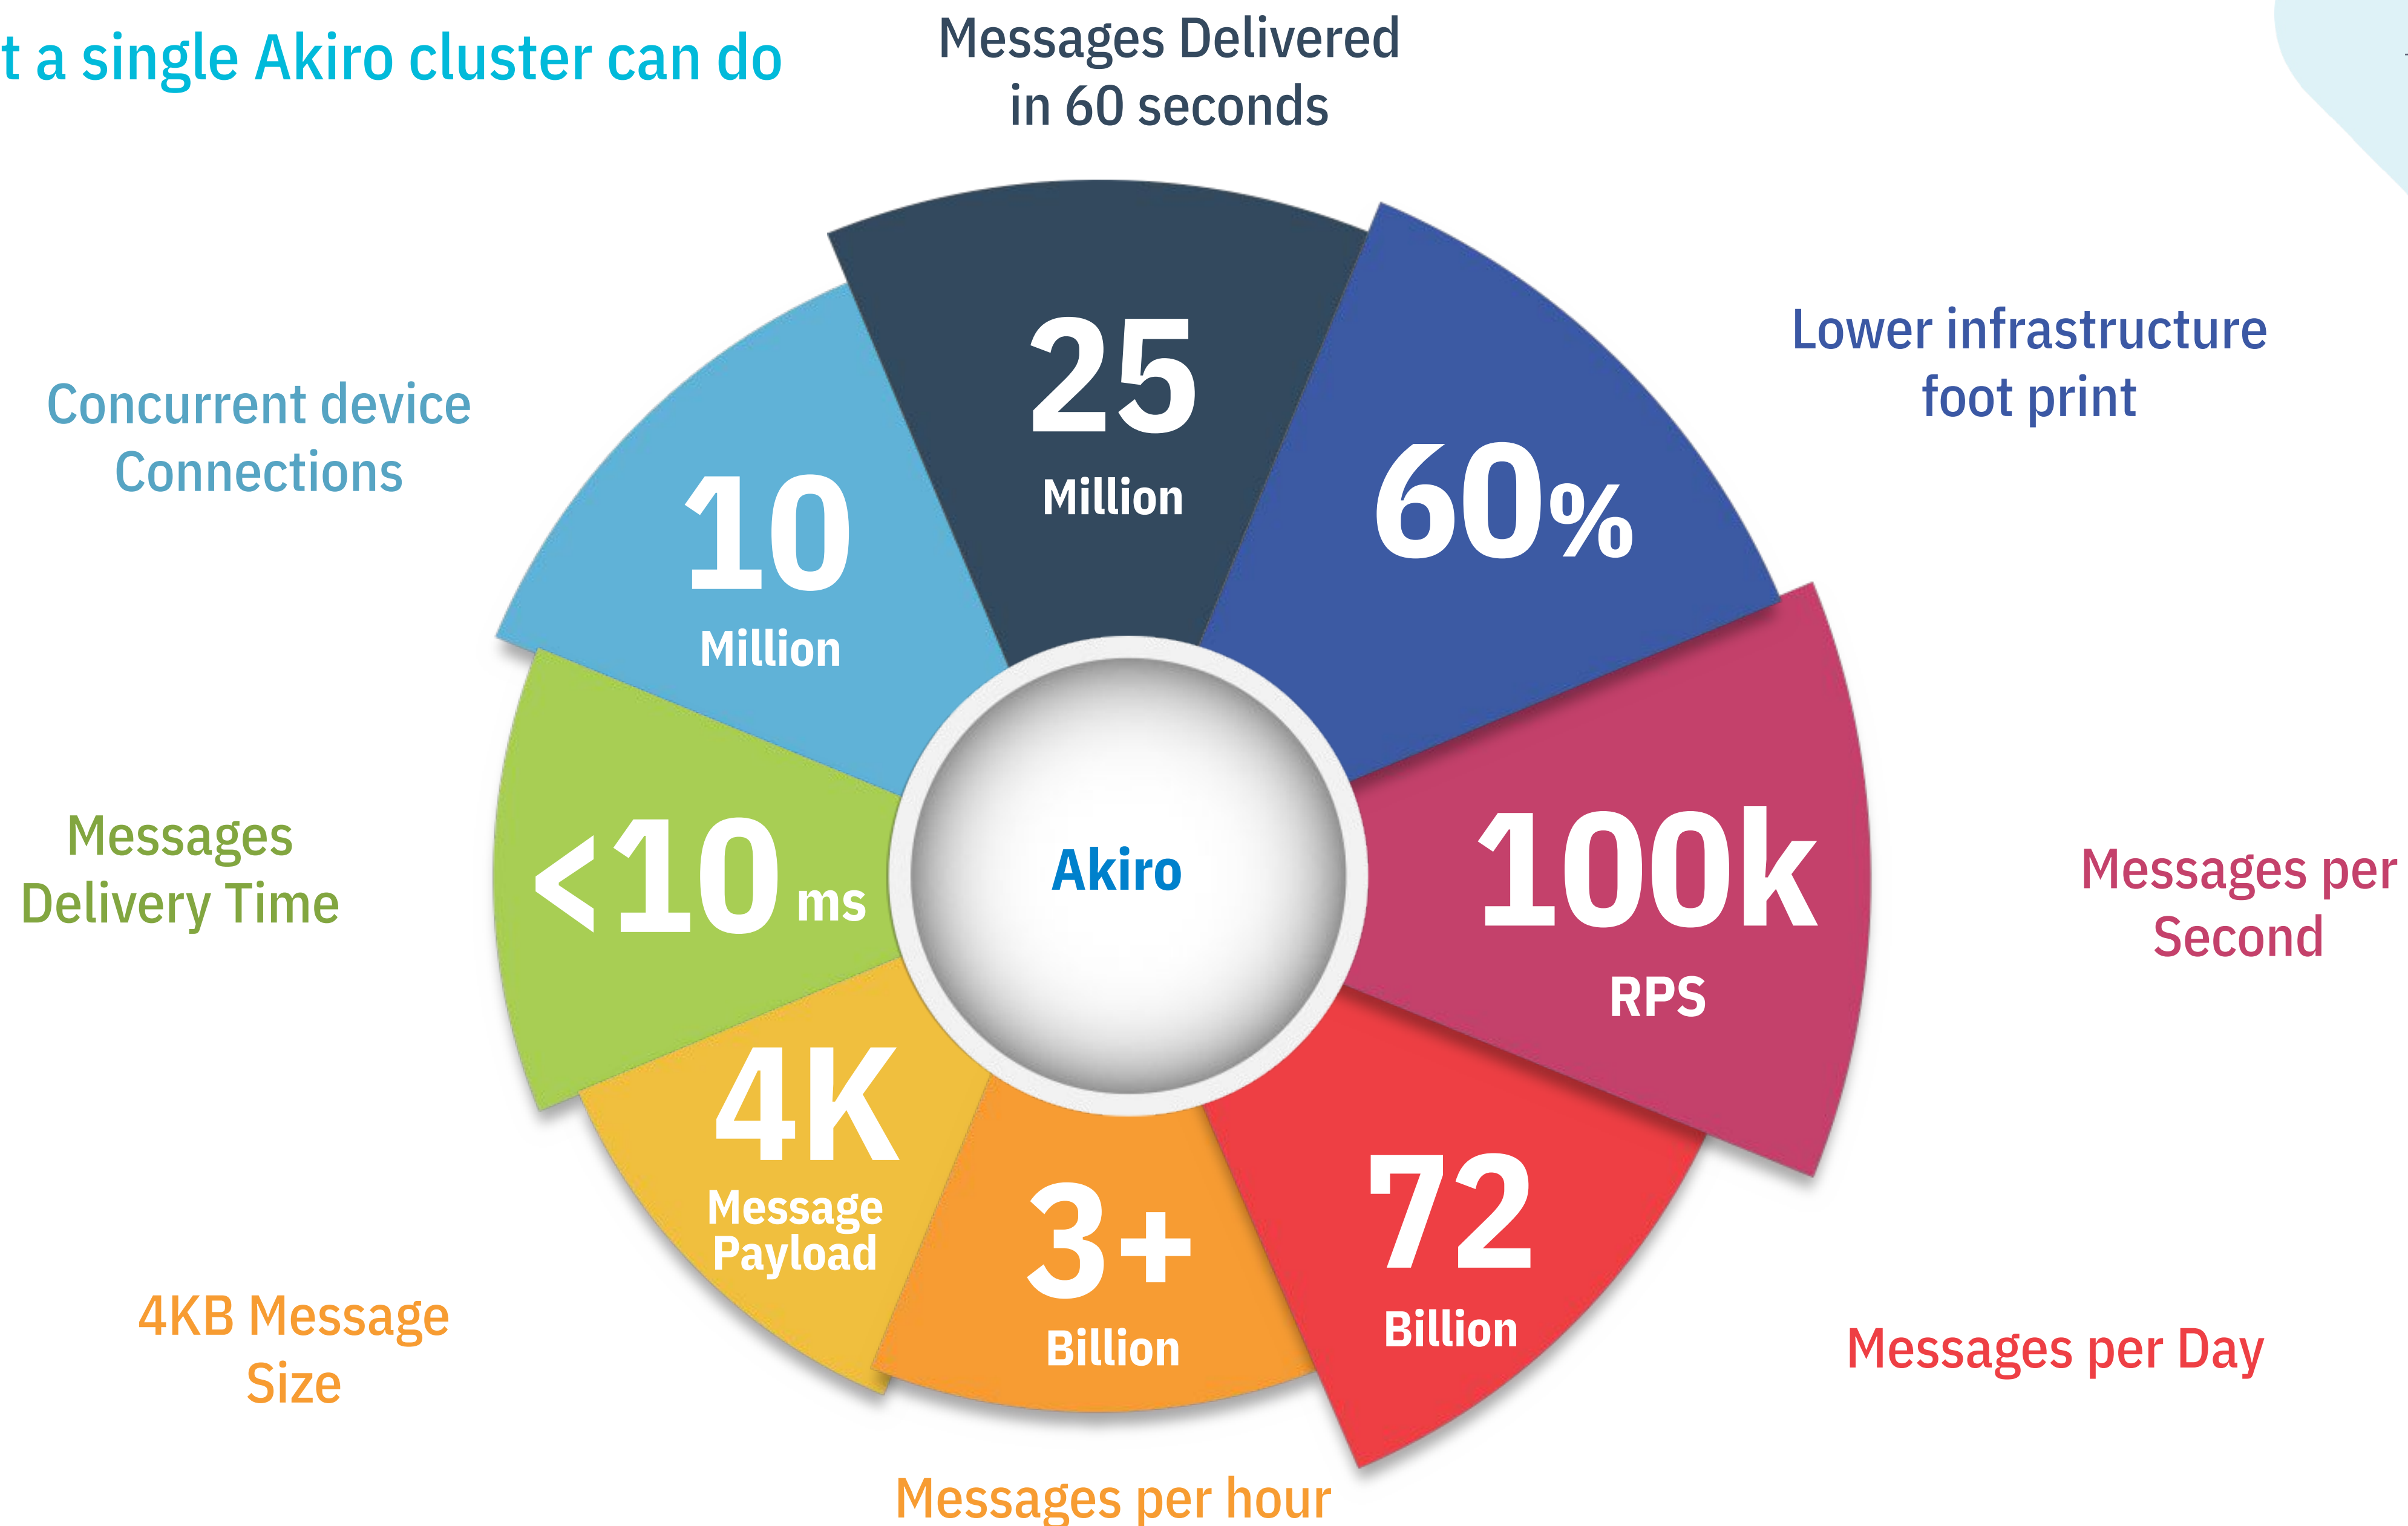 t a single Akiro cluster can do
Messages Delivered
in 60 seconds
25
Million
Lower infrastructure
foot print
60%
Concurrent device
Connections
10
Million
Messages
Delivery Time
<10 ms
Akiro
100k
RPS
Messages per
Second
4K
Message
Payload
4KB Message
Size
3+
Billion
Messages per hour
72
Billion
Messages per Day